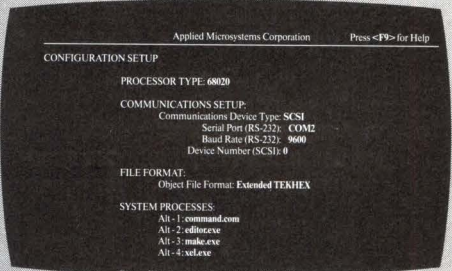 Applied Microsystems Corporation Press <F9> for Help
CONFIGURATION SETUP
PROCESSOR TYPE: 68020
COMMUNICATIONS SETUP:
Communications Device Type: SCSI
Serial Port (RS-232): COM2
Baud Rate (RS-232): 9600
Device Number (SCSI): 0
FILE FORMAT:
Object File Format: Extended TEKHEX
SYSTEM PROCESSES:
Alt - 1: command.com
Alt - 2: editor.exe
Alt - 3: make.exe
Alt - 4: xel.exe